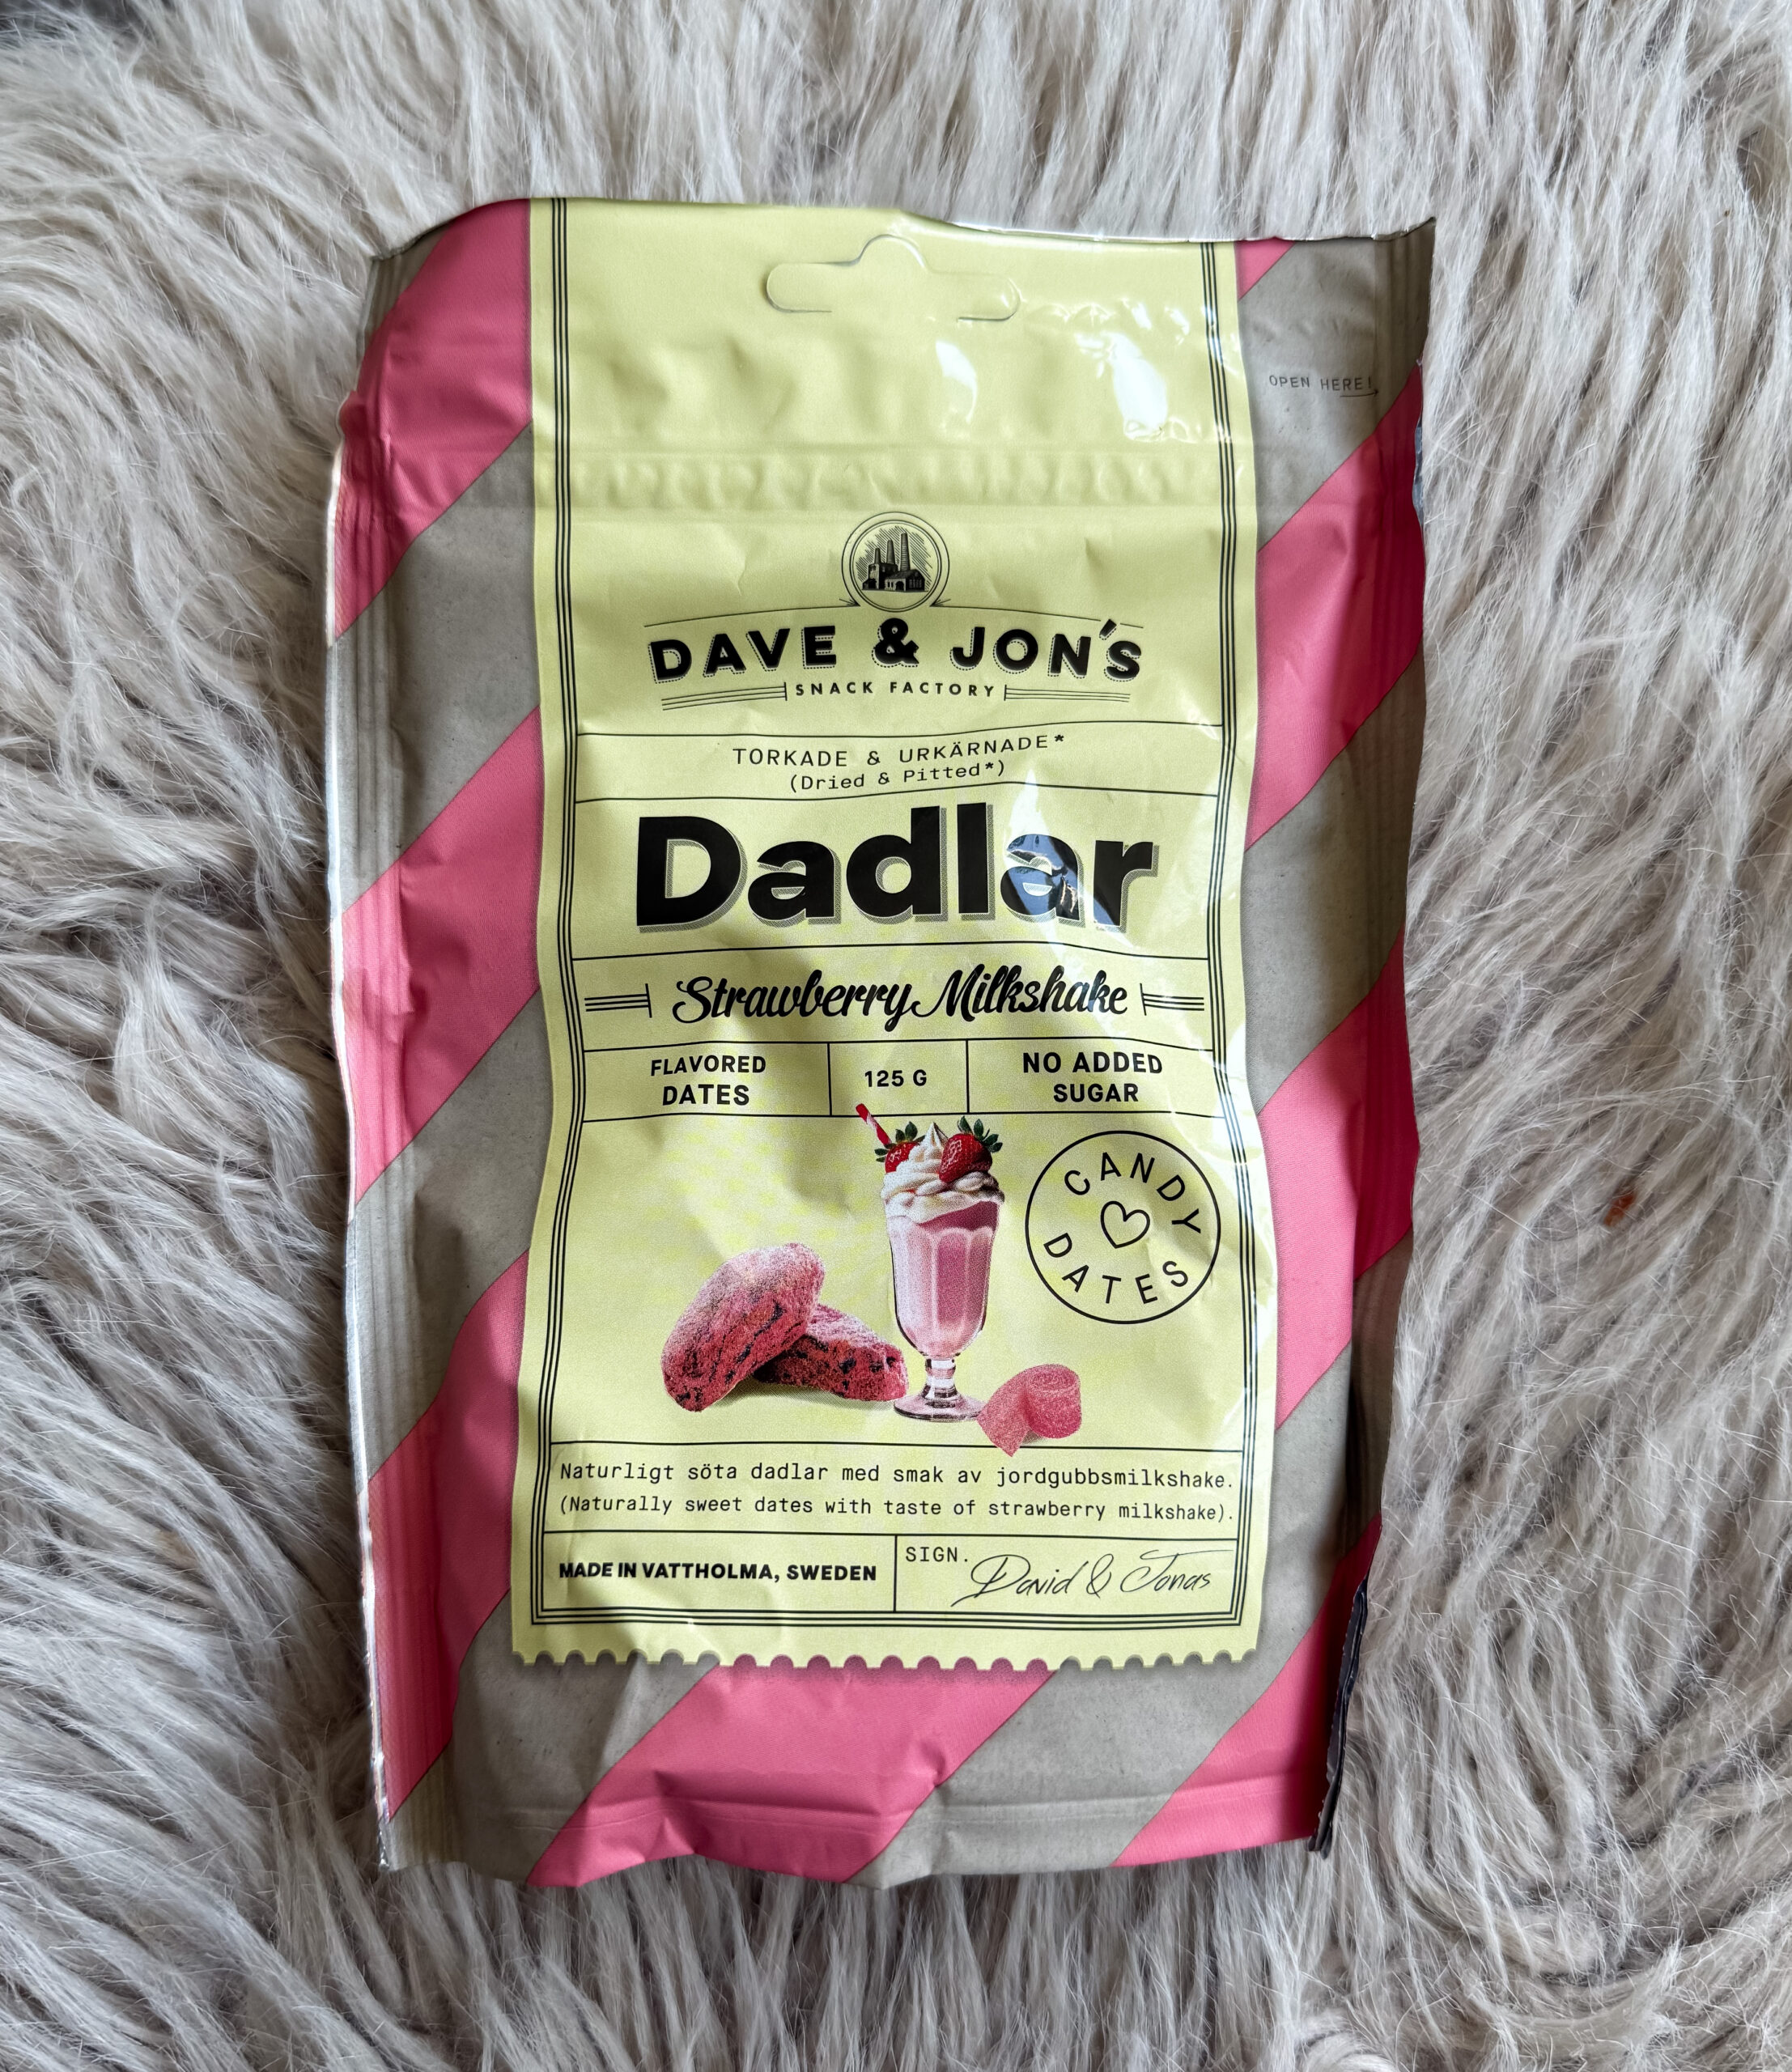 OPEN HERE!
DAVE & JON'S
SNACK FACTORY
TORKADE & URKÄRNADE*
(Dried & Pitted*)
Dadlar
Strawberry Milkshake
FLAVORED
DATES
125 G
NO ADDED
SUGAR
CANDY
DATES
Naturligt söta dadlar med smak av jordgubbsmilkshake.
(Naturally sweet dates with taste of strawberry milkshake).
MADE IN VATTHOLMA, SWEDEN
SIGN.
David & Jonas